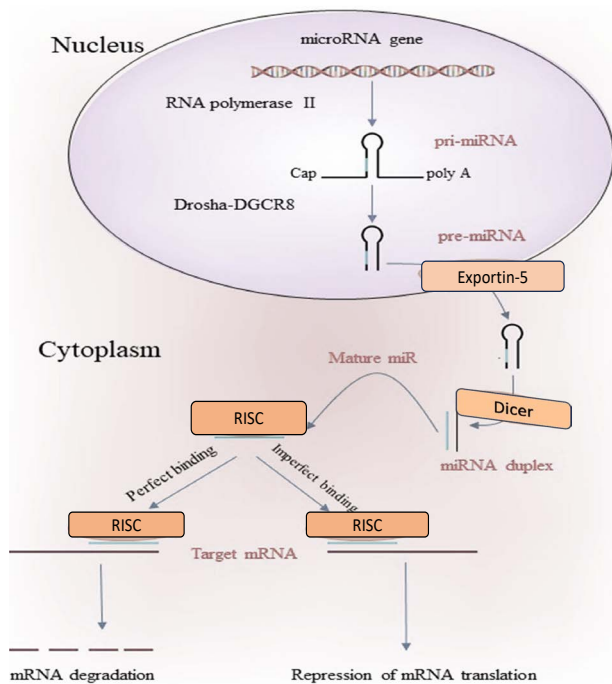 Nucleus
microRNA gene
RNA polymerase II
pri-miRNA
Cap
poly A
Drosha-DGCR8
pre-miRNA
Exportin-5
Cytoplasm
Mature miR
Dicer
RISC
miRNA duplex
Perfect binding
Imperfect binding
RISC
RISC
Target mRNA
mRNA degradation
Repression of mRNA translation